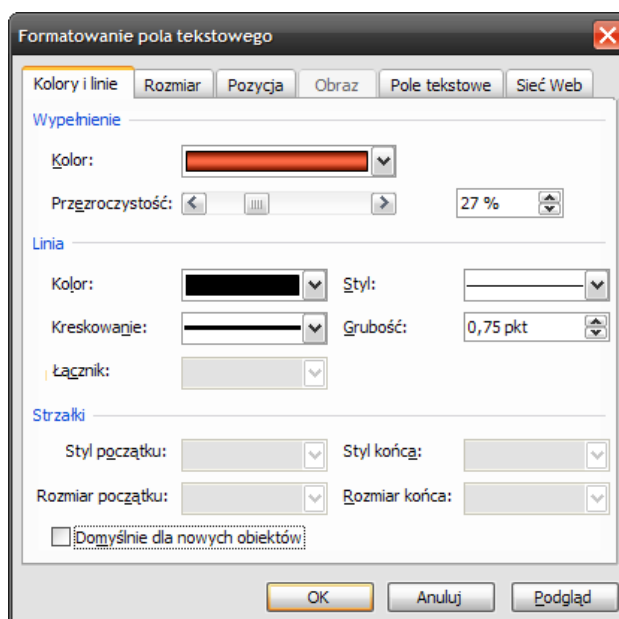 Formatowanie pola tekstowego
Kolory i linie Rozmiar Pozycja Obraz Pole tekstowe Sieć Web
Wypełnienie
Kolor:
Przezroczystość: 27 %
Linia
Kolor: Styl:
Kreskowanie: Grubość: 0,75 pkt
Łącznik:
Strzałki
Styl początku: Styl końca:
Rozmiar początku: Rozmiar końca:
Domyślnie dla nowych obiektów
OK Anuluj Podgląd